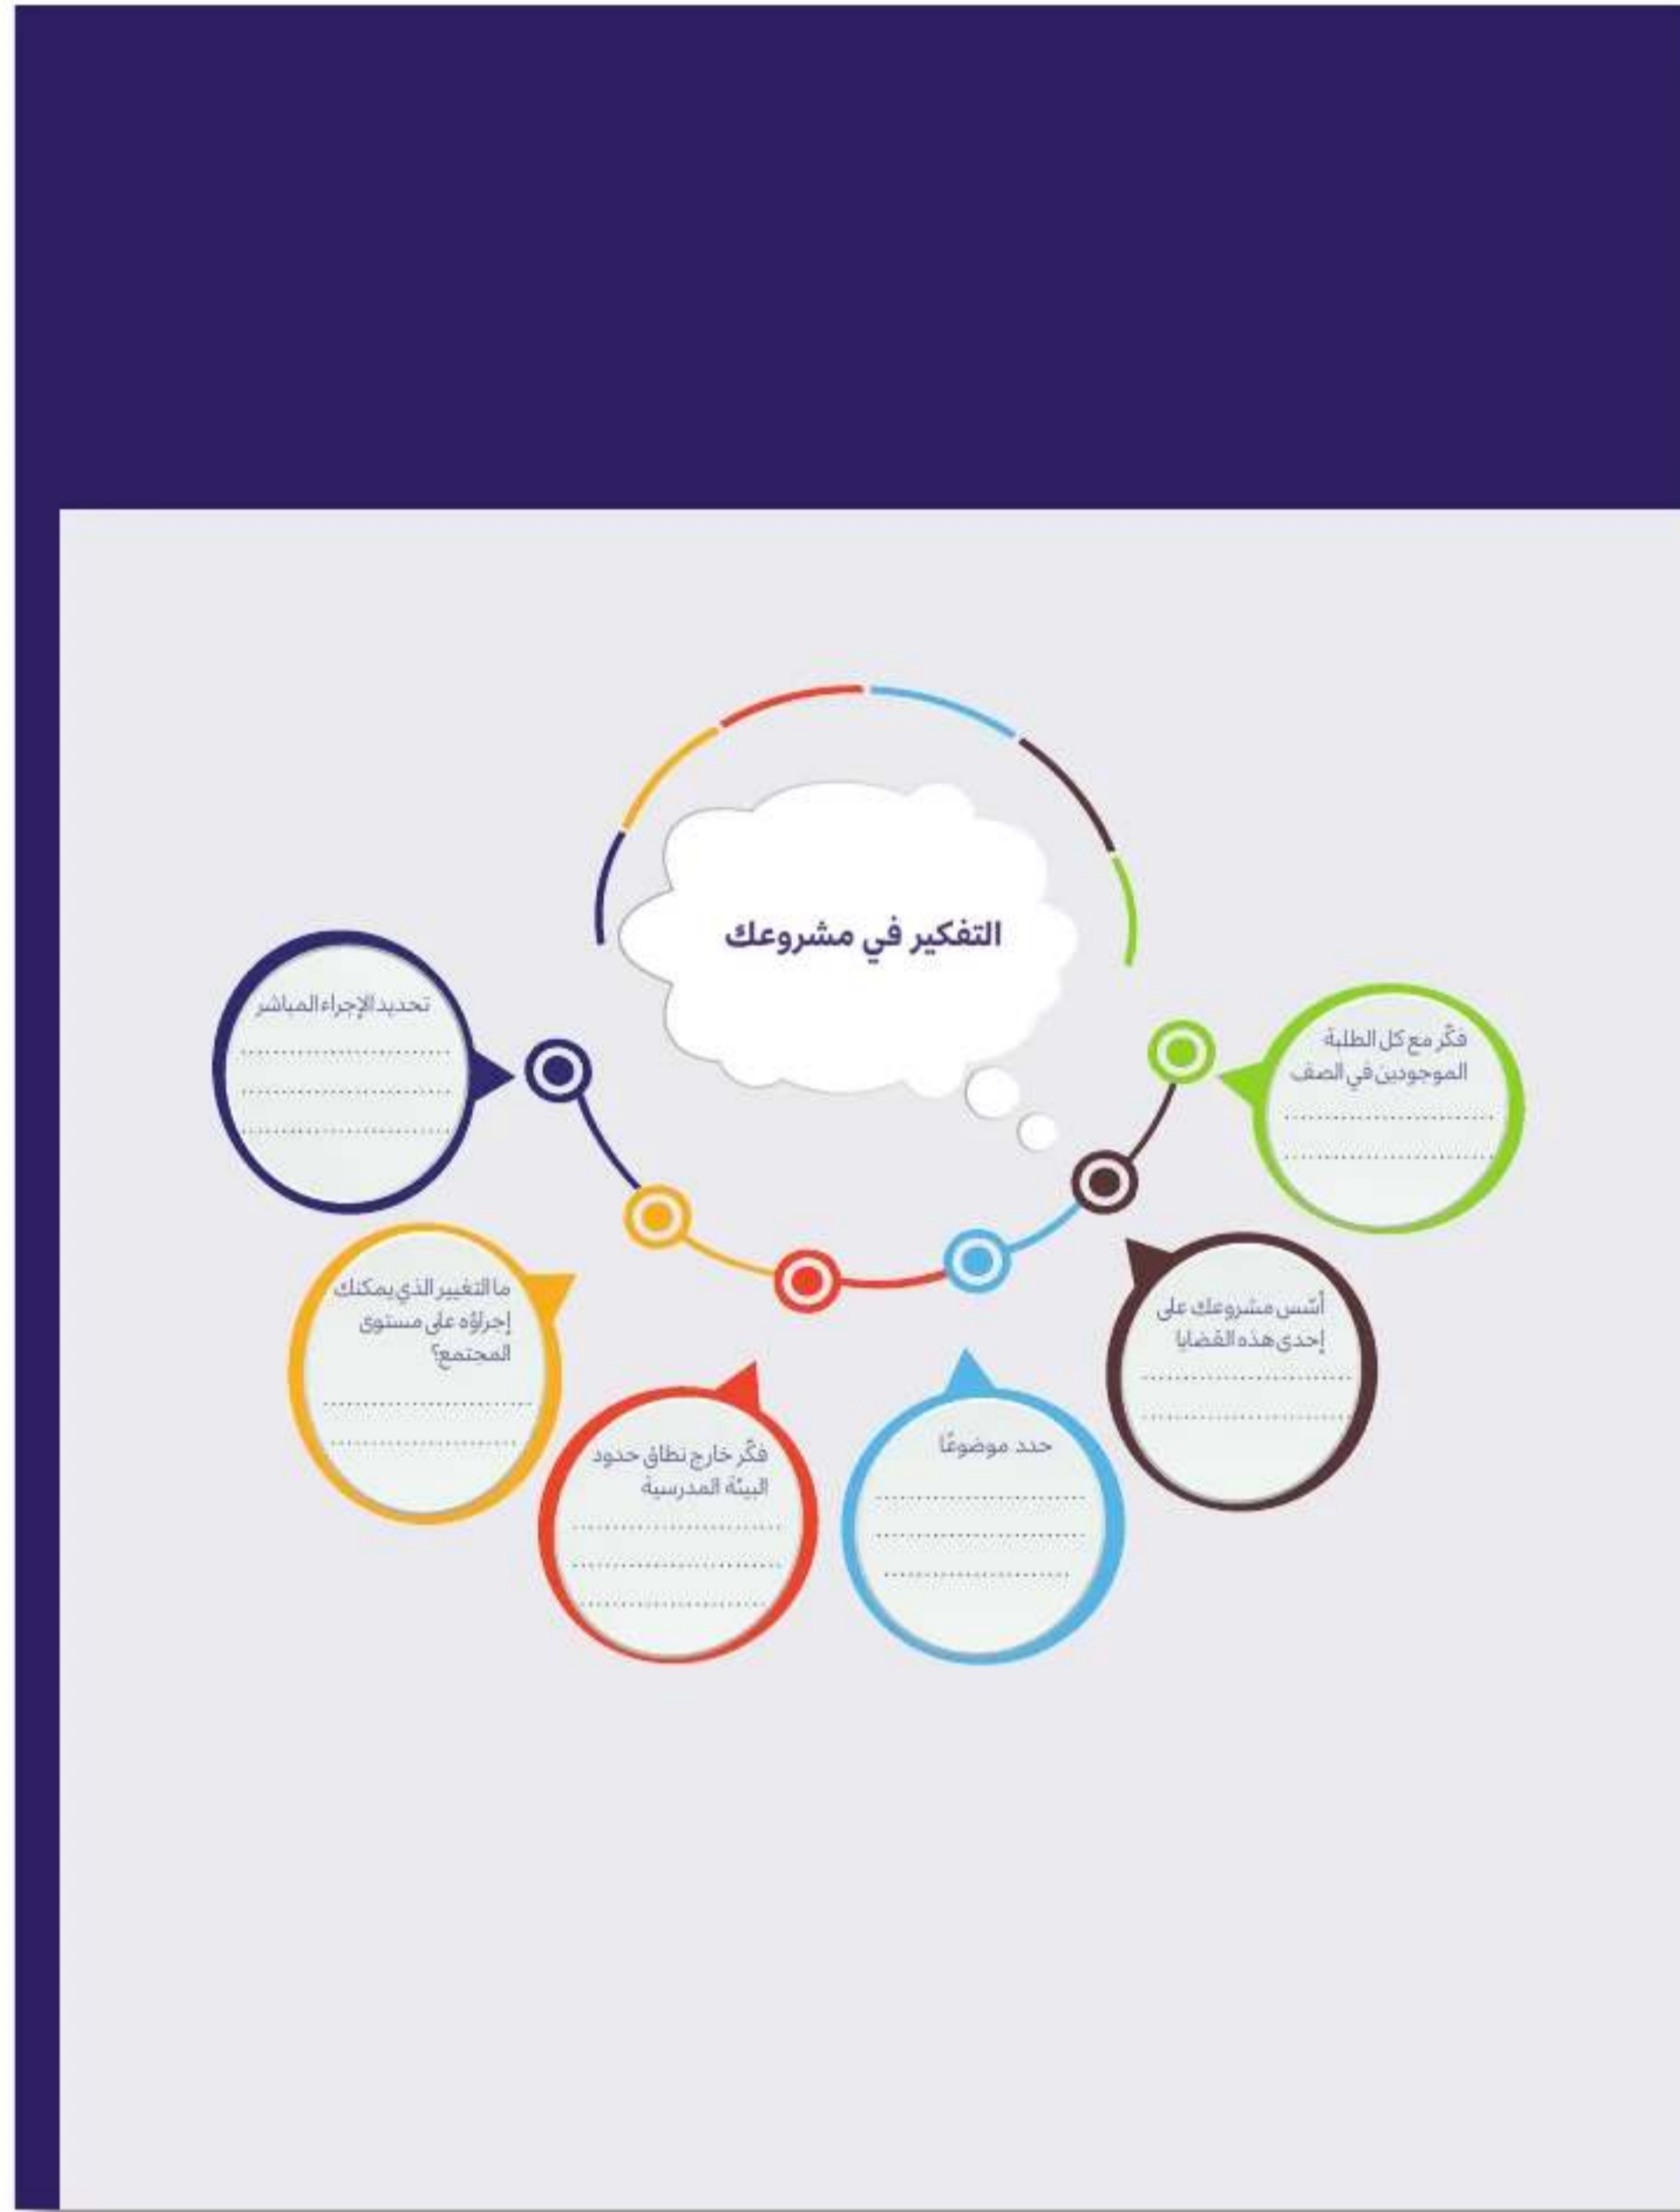 التفكير في مشروعك
فكّر مع كل الطلبة
الموجودين في الصف
أسّس مشروعك على
إحدى هذه القضايا
حدد موضوعًا
فكّر خارج نطاق حدود
البيئة المدرسية
ما التغيير الذي يمكنك
إجراؤه على مستوى
المجتمع؟
تحديد الإجراء المباشر